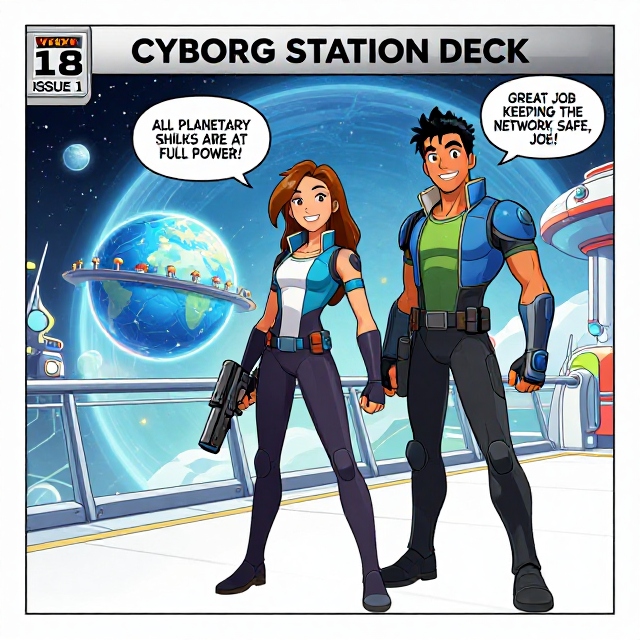 CYBORG STATION DECK
18
ISSUE 1
ALL PLANETARY
SHILKS ARE AT
FULL POWER!
GREAT JOB
KEEPING THE
NETWORK SAFE,
JOE!